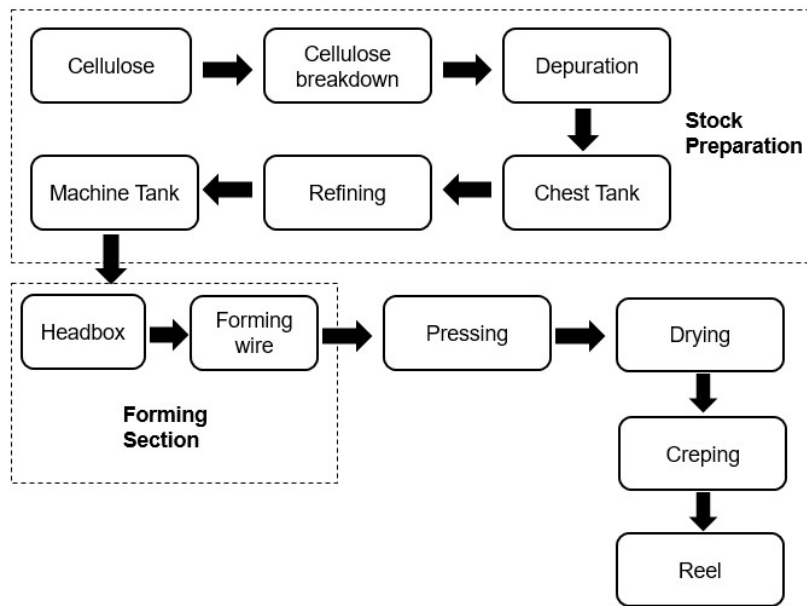 Cellulose
Cellulose
breakdown
Depuration
Stock
Preparation
Machine Tank
Refining
Chest Tank
Headbox
Forming
wire
Pressing
Drying
Forming
Section
Creping
Reel